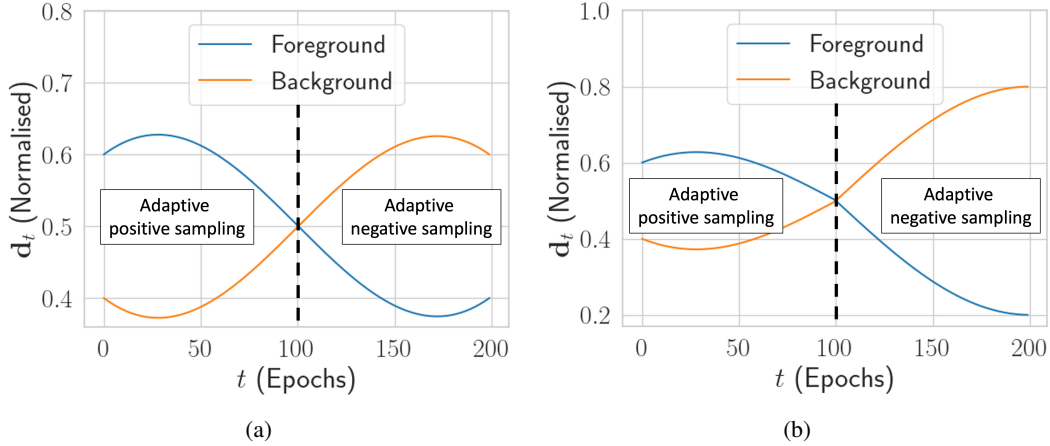 0.8
0.7
0.6
0.5
0.4
d_t (Normalised)
Foreground
Background
Adaptive
positive sampling
Adaptive
negative sampling
0 50 100 150 200
t (Epochs)
(a)
1.0
0.8
0.6
0.4
0.2
d_t (Normalised)
Foreground
Background
Adaptive
positive sampling
Adaptive
negative sampling
0 50 100 150 200
t (Epochs)
(b)